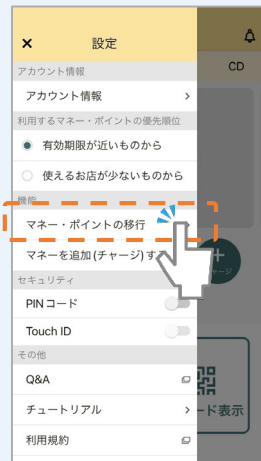 × 設定
CD
アカウント情報
アカウント情報 >
利用するマネー・ポイントの優先順位
有効期限が近いものから
使えるお店が少ないものから
機能
マネー・ポイントの移行
マネーを追加(チャージ)す
ージ
セキュリティ
PINコード
Touch ID
その他
Q&A
チュートリアル >
ード表示
利用規約